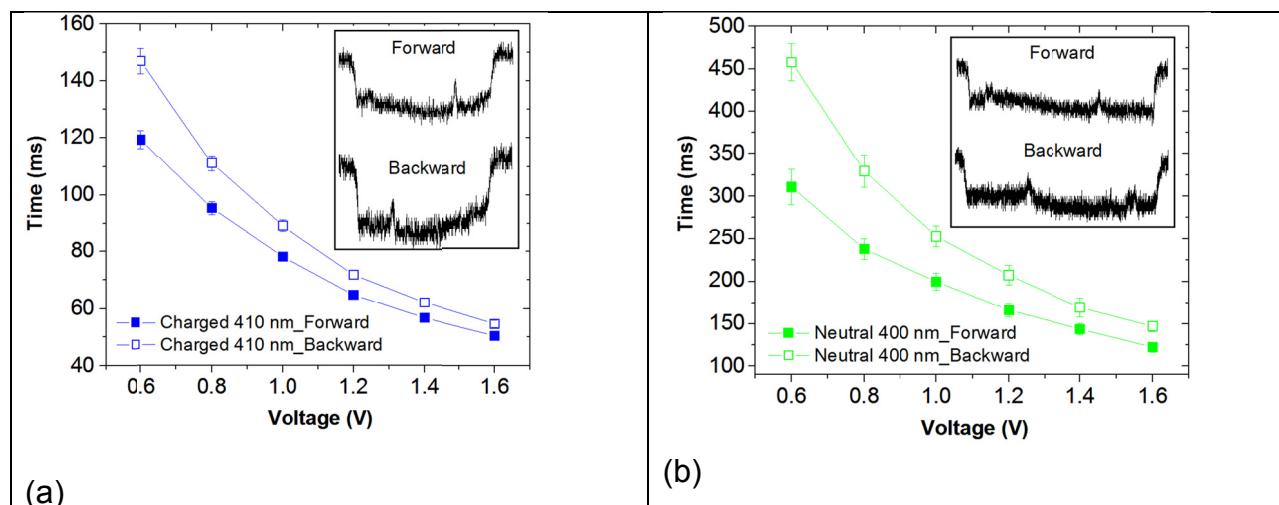 160
140
120
100
80
60
40
Time (ms)
0.6 0.8 1.0 1.2 1.4 1.6
Voltage (V)
Forward
Backward
Charged 410 nm_Forward
Charged 410 nm_Backward
(a)
500
450
400
350
300
250
200
150
100
Time (ms)
0.6 0.8 1.0 1.2 1.4 1.6
Voltage (V)
Forward
Backward
Neutral 400 nm_Forward
Neutral 400 nm_Backward
(b)